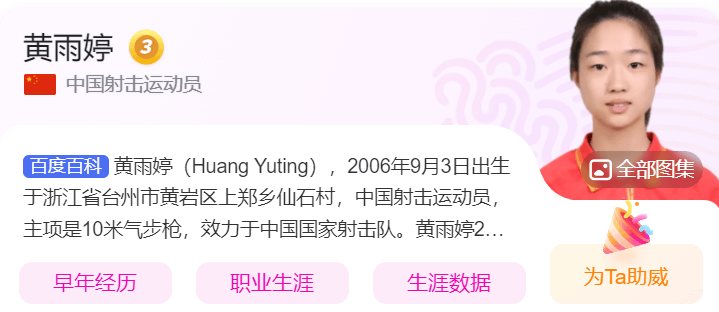 黄雨婷 3
中国射击运动员
全部图集
百度百科 黄雨婷（Huang Yuting），2006年9月3日出生
于浙江省台州市黄岩区上郑乡仙石村，中国射击运动员，
主项是10米气步枪，效力于中国国家射击队。黄雨婷2...
早年经历 职业生涯 生涯数据 为Ta助威